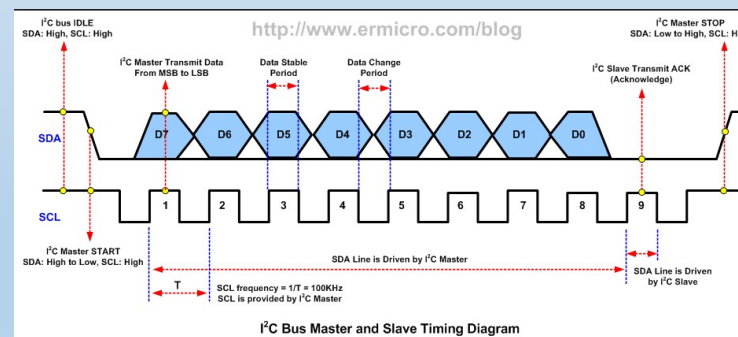 http://www.ermicro.com/blog
I²C bus IDLE
SDA: High, SCL: High
I²C Master STOP
SDA: Low to High, SCL: H
I²C Master Transmit Data
From MSB to LSB
Data Stable
Period
Data Change
Period
I²C Slave Transmit ACK
(Acknowledge)
SDA
D7 D6 D5 D4 D3 D2 D1 D0
SCL
1 2 3 4 5 6 7 8 9
I²C Master START
SDA: High to Low, SCL: High
SDA Line is Driven by I²C Master
SDA Line is Driven
by I²C Slave
T
SCL frequency = 1/T = 100KHz
SCL is provided by I²C Master
I²C Bus Master and Slave Timing Diagram